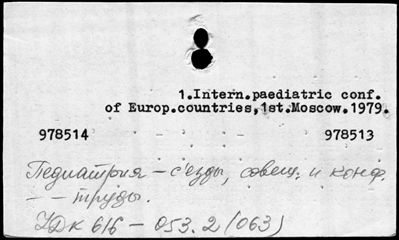 1.Intern.paediatric conf.
of Europ.countries,1st.Moscow.1979.
978514 - - - - 978513
Педиатрия – съезды, совещ. и конф.
– – труды.
УДК 616 – 053.2 (063)